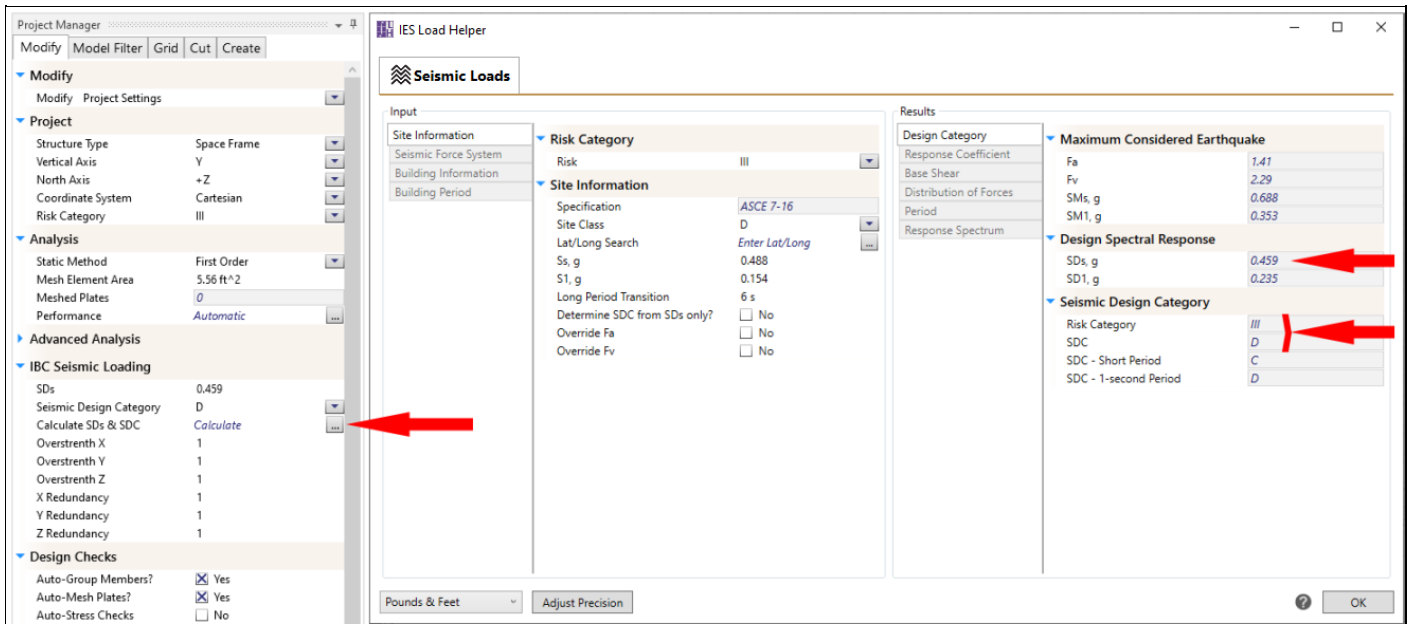 Project Manager
Modify Model Filter Grid Cut Create
Modify
Modify Project Settings
Project
Structure Type Space Frame
Vertical Axis Y
North Axis +Z
Coordinate System Cartesian
Risk Category III
Analysis
Static Method First Order
Mesh Element Area 5.56 ft^2
Meshed Plates 0
Performance Automatic ...
Advanced Analysis
IBC Seismic Loading
SDs 0.459
Seismic Design Category D
Calculate SDs & SDC Calculate ...
Overstrenth X 1
Overstrenth Y 1
Overstrenth Z 1
X Redundancy 1
Y Redundancy 1
Z Redundancy 1
Design Checks
Auto-Group Members? Yes
Auto-Mesh Plates? Yes
Auto-Stress Checks No
IES Load Helper
Seismic Loads
Input
Site Information
Seismic Force System
Building Information
Building Period
Risk Category
Risk III
Site Information
Specification ASCE 7-16
Site Class D
Lat/Long Search Enter Lat/Long ...
Ss, g 0.488
S1, g 0.154
Long Period Transition 6 s
Determine SDC from SDs only? No
Override Fa No
Override Fv No
Results
Design Category
Response Coefficient
Base Shear
Distribution of Forces
Period
Response Spectrum
Maximum Considered Earthquake
Fa 1.41
Fv 2.29
SMs, g 0.688
SM1, g 0.353
Design Spectral Response
SDs, g 0.459
SD1, g 0.235
Seismic Design Category
Risk Category III
SDC D
SDC - Short Period C
SDC - 1-second Period D
Pounds & Feet Adjust Precision ? OK